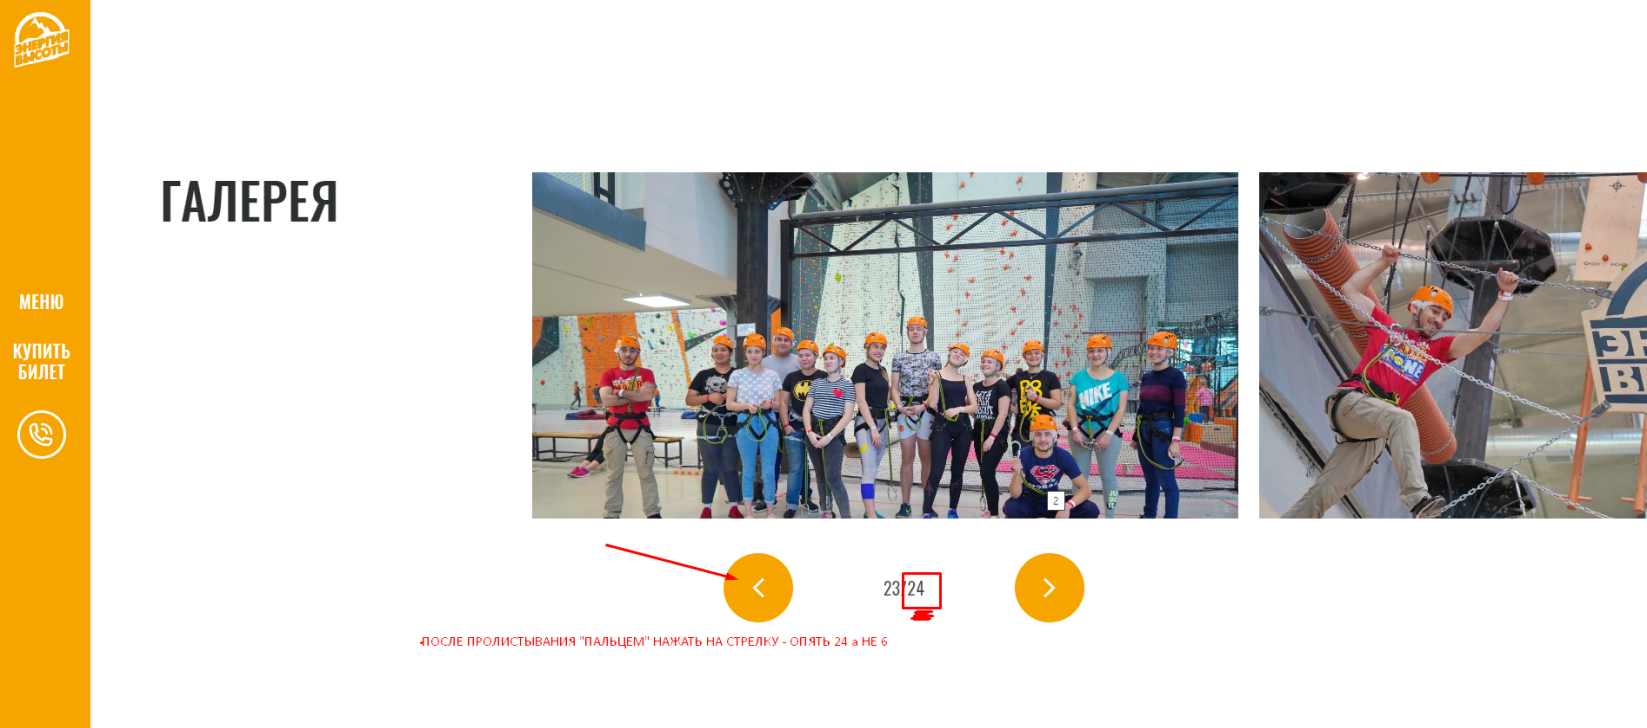 ЭНЕРГИЯ
ВЫСОТЫ
ГАЛЕРЕЯ
МЕНЮ
КУПИТЬ
БИЛЕТ
NIKE
2
23/24
ПОСЛЕ ПРОЛИСТЫВАНИЯ "ПАЛЬЦЕМ" НАЖАТЬ НА СТРЕЛКУ - ОПЯТЬ 24 а НЕ 6